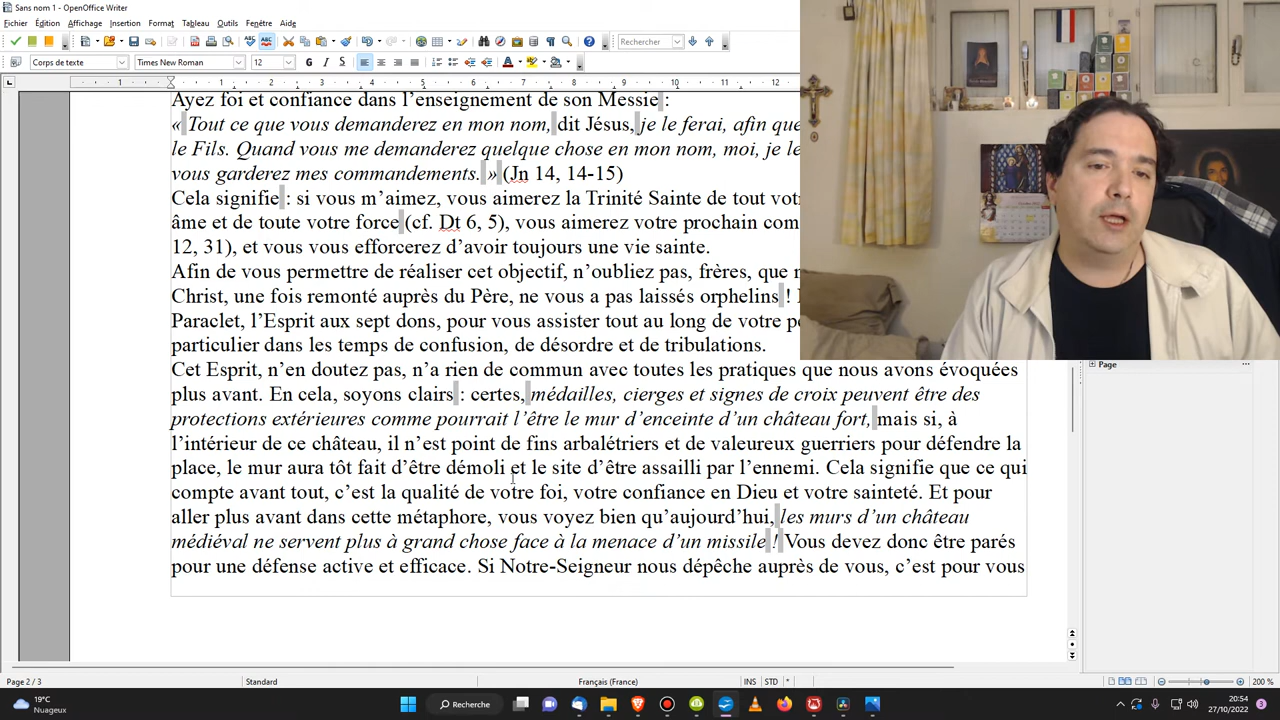 Sans nom 1 - OpenOffice Writer
Fichier Édition Affichage Insertion Format Tableau Outils Fenêtre Aide
Rechercher
Corps de texte Times New Roman 12
1 1 2 3 4 5 6 7 8 9 10 11 12
Ayez foi et confiance dans l’enseignement de son Messie :
« Tout ce que vous demanderez en mon nom, dit Jésus, je le ferai, afin que
le Fils. Quand vous me demanderez quelque chose en mon nom, moi, je le
vous garderez mes commandements. » (Jn 14, 14-15)
Cela signifie : si vous m’aimez, vous aimerez la Trinité Sainte de tout
âme et de toute votre force (cf. Dt 6, 5), vous aimerez votre prochain
12, 31), et vous vous efforcerez d’avoir toujours une vie sainte.
Afin de vous permettre de réaliser cet objectif, n’oubliez pas, frères, que
Christ, une fois remonté auprès du Père, ne vous a pas laissés orphelins !
Paraclet, l’Esprit aux sept dons, pour vous assister tout au long de votre
particulier dans les temps de confusion, de désordre et de tribulations.
Cet Esprit, n’en doutez pas, n’a rien de commun avec toutes les pratiques que nous avons évoquées
plus avant. En cela, soyons clairs : certes, médailles, cierges et signes de croix peuvent être des
protections extérieures comme pourrait l’être le mur d’enceinte d’un château fort, mais si, à
l’intérieur de ce château, il n’est point de fins arbalétriers et de valeureux guerriers pour défendre la
place, le mur aura tôt fait d’être démoli et le site d’être assailli par l’ennemi. Cela signifie que ce qui
compte avant tout, c’est la qualité de votre foi, votre confiance en Dieu et votre sainteté. Et pour
aller plus avant dans cette métaphore, vous voyez bien qu’aujourd’hui, les murs d’un château
médiéval ne servent plus à grand chose face à la menace d’un missile ! Vous devez donc être parés
pour une défense active et efficace. Si Notre-Seigneur nous dépêche auprès de vous, c’est pour vous
Page
Page 2 / 3 Standard Français (France) INS STD * 200 %
19°C
Nuageux
Recherche
20:54
27/10/2022
3